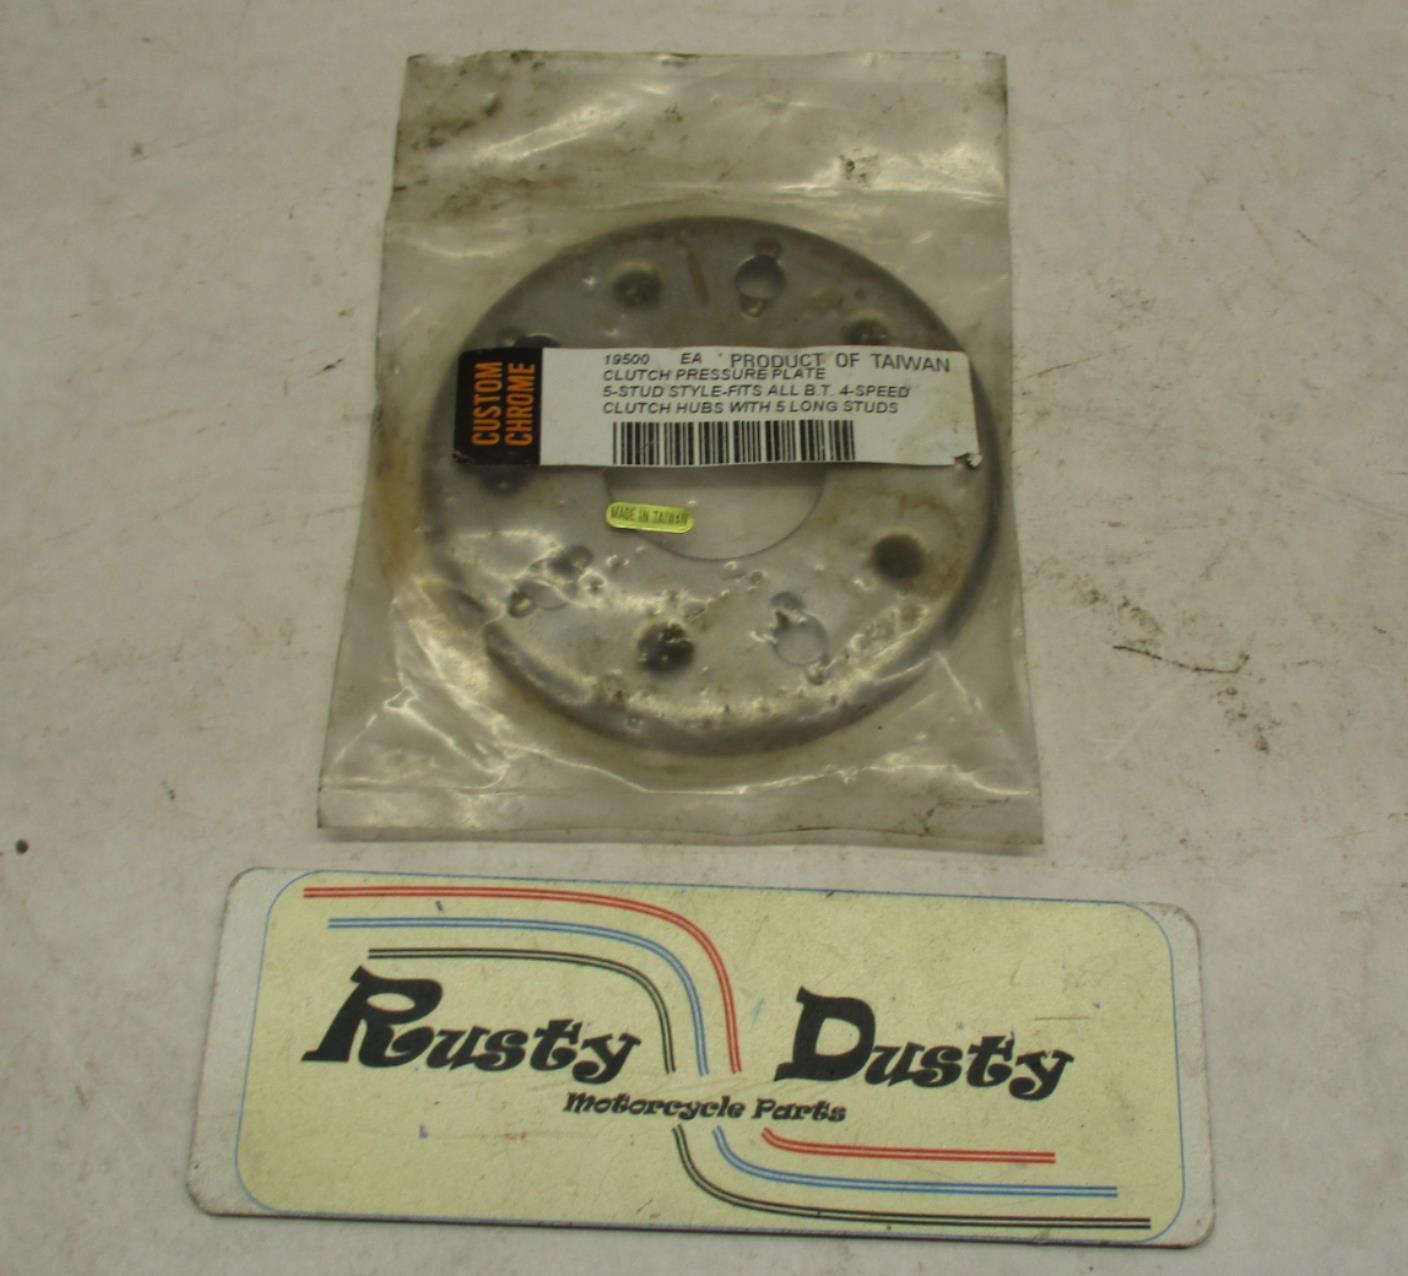 CUSTOM
CHROME
19500 EA PRODUCT OF TAIWAN
CLUTCH PRESSURE PLATE
5-STUD STYLE-FITS ALL B.T. 4-SPEED
CLUTCH HUBS WITH 5 LONG STUDS
MADE IN TAIWAN
Rusty Dusty
Motorcycle Parts